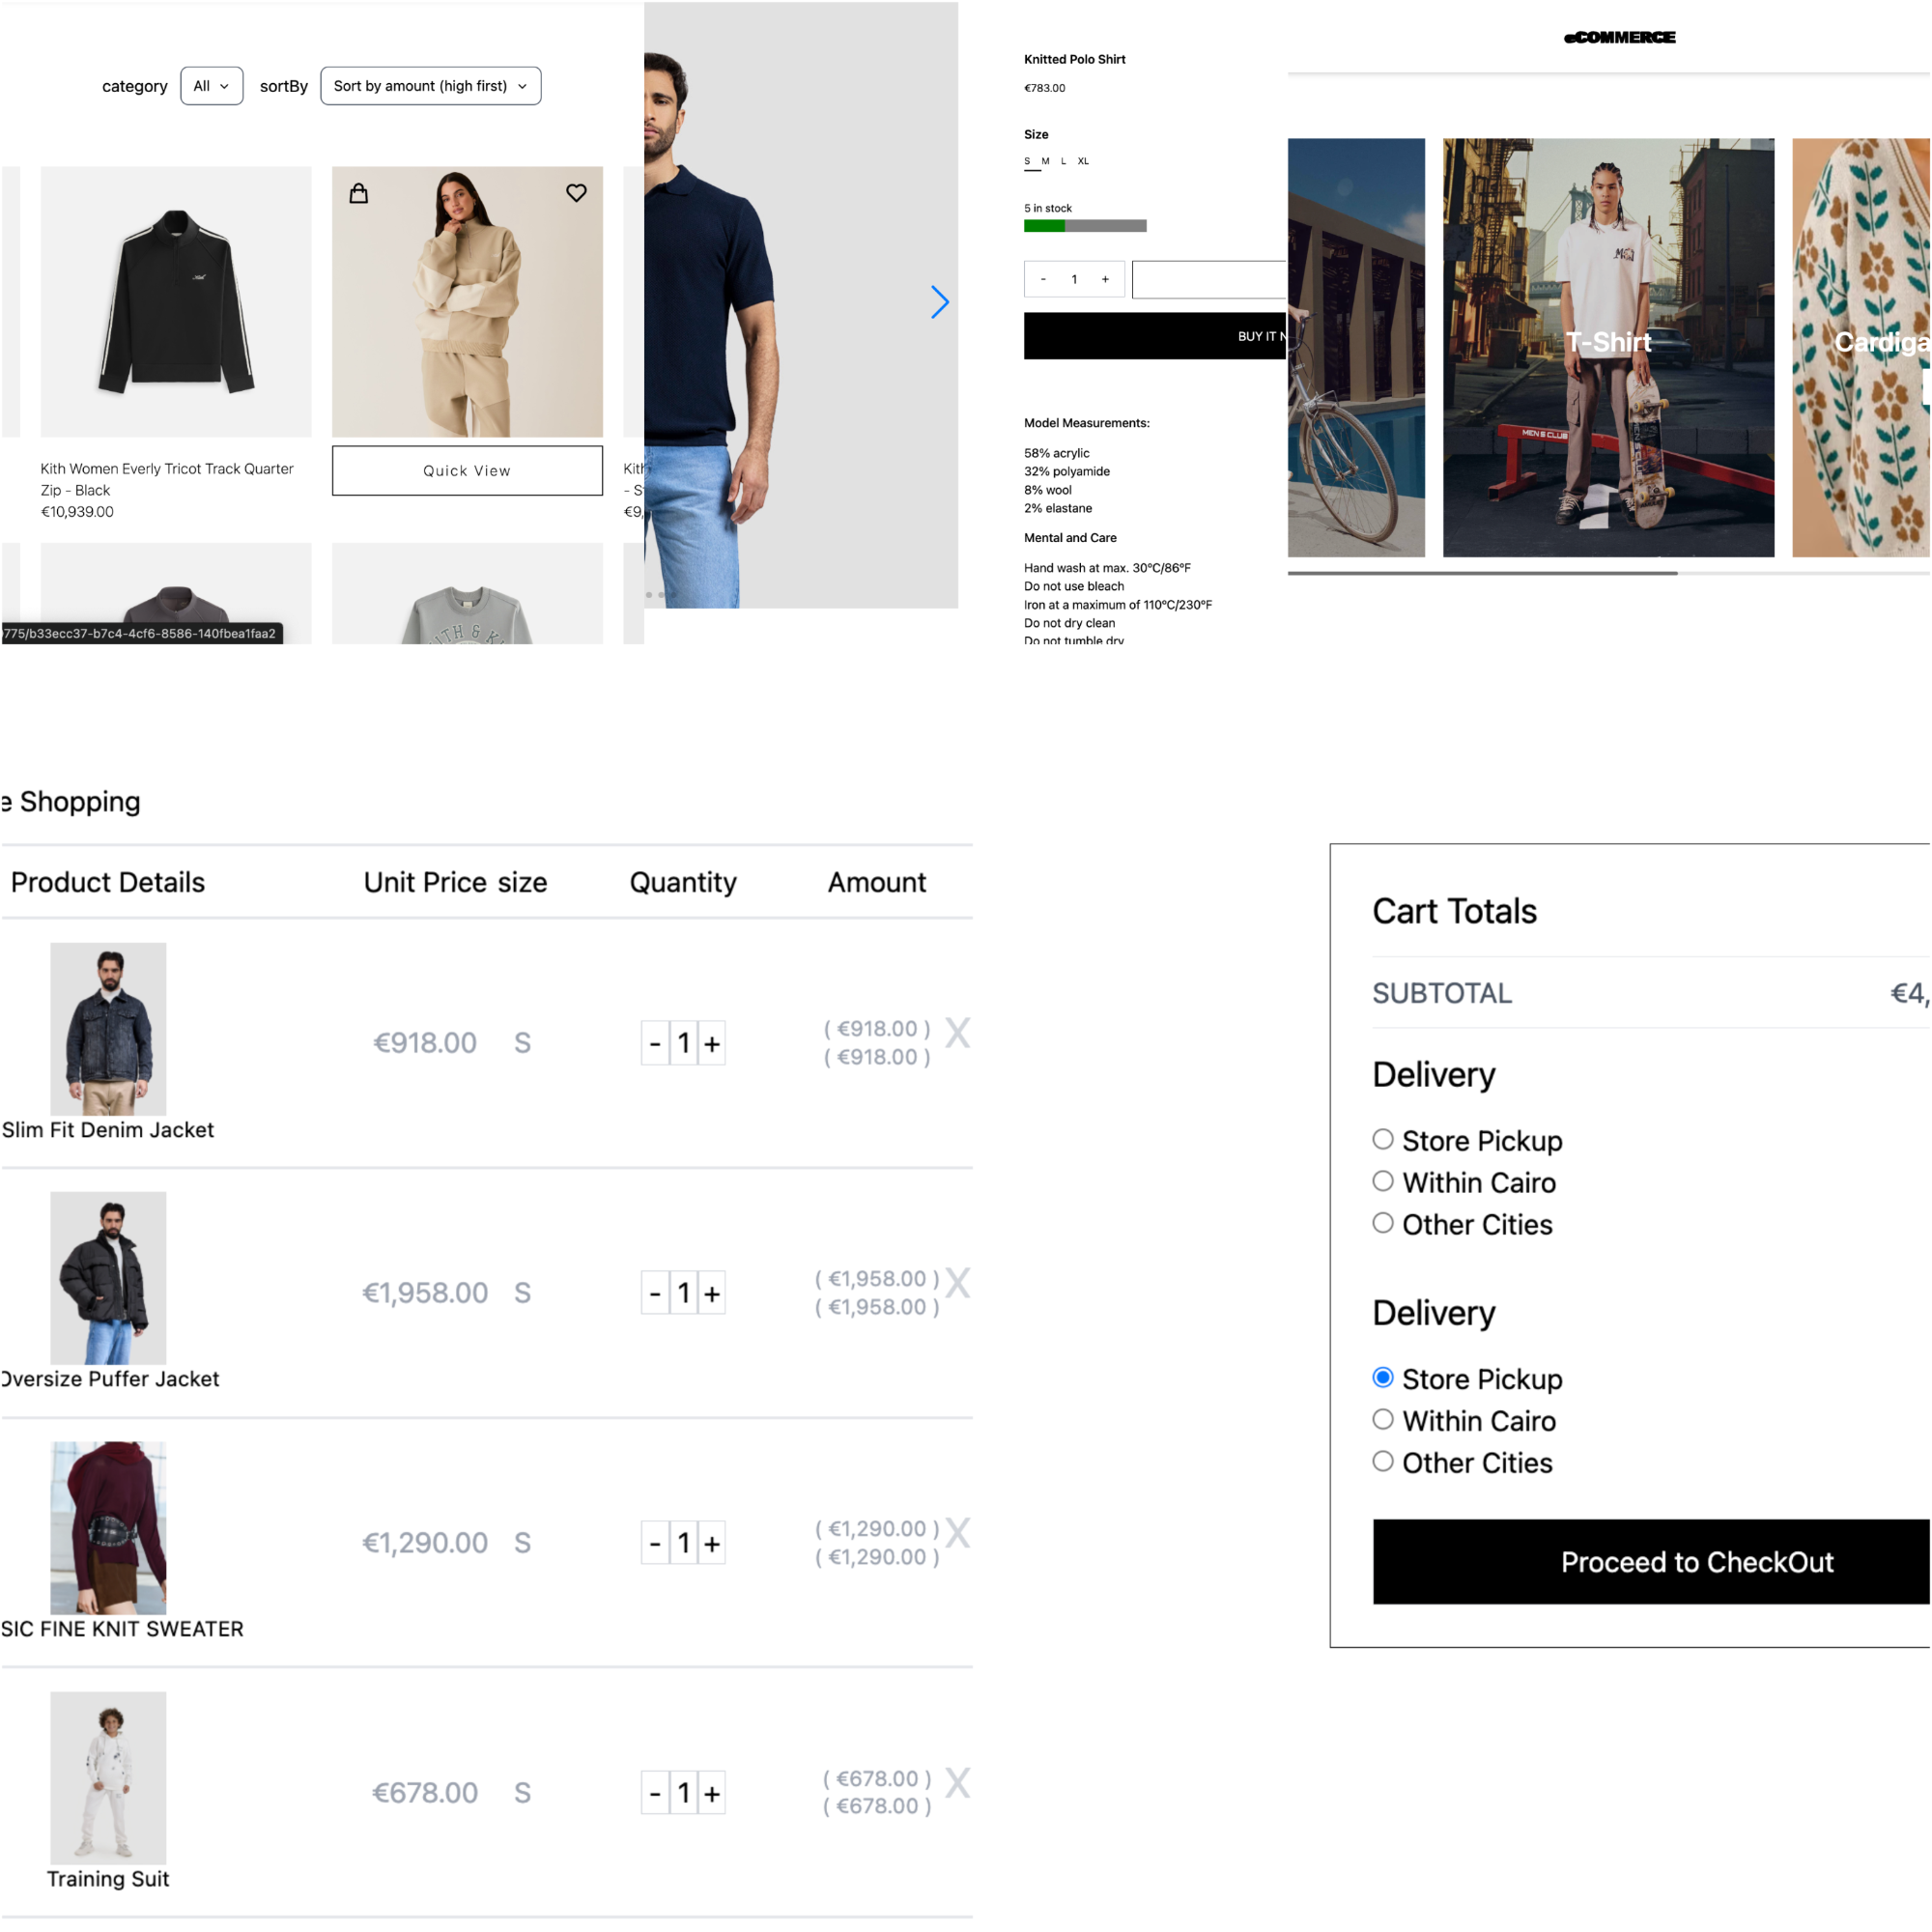 category All sortBy Sort by amount (high first)
Quick View
Kith Women Everly Tricot Track Quarter
Zip - Black
€10,939.00
Kith
- S
€9,
775/b33ecc37-b7c4-4cf6-8586-140fbea1faa2
Knitted Polo Shirt
€783.00
Size
S M L XL
5 in stock
- 1 +
BUY IT N
Model Measurements:
58% acrylic
32% polyamide
8% wool
2% elastane
Mental and Care
Hand wash at max. 30°C/86°F
Do not use bleach
Iron at a maximum of 110°C/230°F
Do not dry clean
Do not tumble dry
eCOMMERCE
T-Shirt
MEN'S CLUB
Cardiga
e Shopping
Product Details Unit Price size Quantity Amount
€918.00 S - 1 + ( €918.00 ) X
( €918.00 )
Slim Fit Denim Jacket
€1,958.00 S - 1 + ( €1,958.00 ) X
( €1,958.00 )
Oversize Puffer Jacket
€1,290.00 S - 1 + ( €1,290.00 ) X
( €1,290.00 )
SIC FINE KNIT SWEATER
€678.00 S - 1 + ( €678.00 ) X
( €678.00 )
Training Suit
Cart Totals
SUBTOTAL €4,
Delivery
Store Pickup
Within Cairo
Other Cities
Delivery
Store Pickup
Within Cairo
Other Cities
Proceed to CheckOut